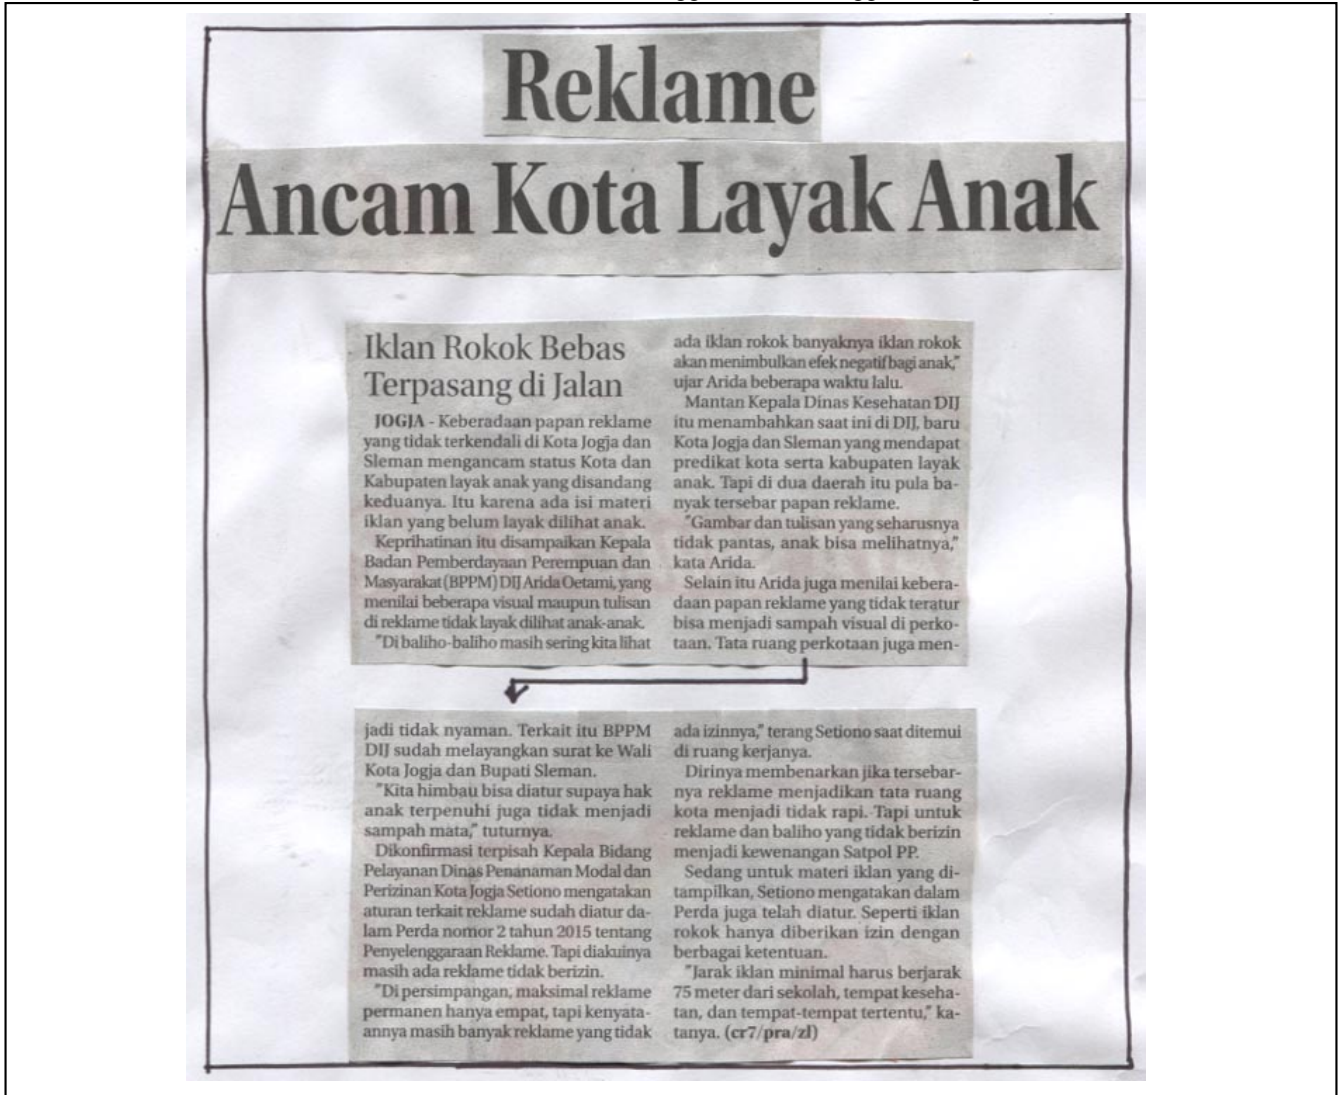 Reklame
Ancam Kota Layak Anak
Iklan Rokok Bebas
Terpasang di Jalan
JOGJA - Keberadaan papan reklame
yang tidak terkendali di Kota Jogja dan
Sleman mengancam status Kota dan
Kabupaten layak anak yang disandang
keduanya. Itu karena ada isi materi
iklan yang belum layak dilihat anak.
Keprihatinan itu disampaikan Kepala
Badan Pemberdayaan Perempuan dan
Masyarakat (BPPM) DIJ Arida Oetami, yang
menilai beberapa visual maupun tulisan
di reklame tidak layak dilihat anak-anak.
"Di baliho-baliho masih sering kita lihat
ada iklan rokok banyaknya iklan rokok
akan menimbulkan efek negatif bagi anak,"
ujar Arida beberapa waktu lalu.
Mantan Kepala Dinas Kesehatan DIJ
itu menambahkan saat ini di DIJ, baru
Kota Jogja dan Sleman yang mendapat
predikat kota serta kabupaten layak
anak. Tapi di dua daerah itu pula ba-
nyak tersebar papan reklame.
"Gambar dan tulisan yang seharusnya
tidak pantas, anak bisa melihatnya,"
kata Arida.
Selain itu Arida juga menilai kebera-
daan papan reklame yang tidak teratur
bisa menjadi sampah visual di perko-
taan. Tata ruang perkotaan juga men-
jadi tidak nyaman. Terkait itu BPPM
DIJ sudah melayangkan surat ke Wali
Kota Jogja dan Bupati Sleman.
"Kita himbau bisa diatur supaya hak
anak terpenuhi juga tidak menjadi
sampah mata," tuturnya.
Dikonfirmasi terpisah Kepala Bidang
Pelayanan Dinas Penanaman Modal dan
Perizinan Kota Jogja Setiono mengatakan
aturan terkait reklame sudah diatur da-
lam Perda nomor 2 tahun 2015 tentang
Penyelenggaraan Reklame. Tapi diakuinya
masih ada reklame tidak berizin.
"Di persimpangan, maksimal reklame
permanen hanya empat, tapi kenyata-
annya masih banyak reklame yang tidak
ada izinnya," terang Setiono saat ditemui
di ruang kerjanya.
Dirinya membenarkan jika tersebar-
nya reklame menjadikan tata ruang
kota menjadi tidak rapi. Tapi untuk
reklame dan baliho yang tidak berizin
menjadi kewenangan Satpol PP.
Sedang untuk materi iklan yang di-
tampilkan, Setiono mengatakan dalam
Perda juga telah diatur. Seperti iklan
rokok hanya diberikan izin dengan
berbagai ketentuan.
"Jarak iklan minimal harus berjarak
75 meter dari sekolah, tempat keseha-
tan, dan tempat-tempat tertentu," ka-
tanya. (cr7/pra/zl)